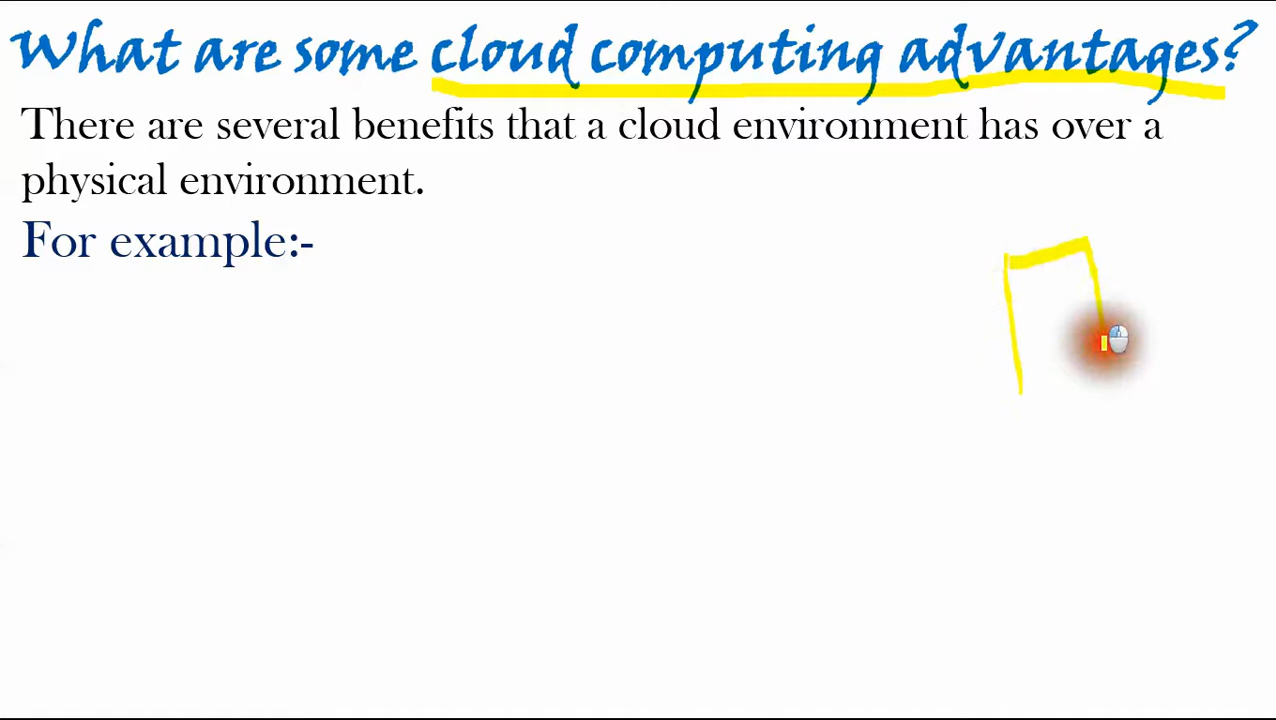 What are some cloud computing advantages?
There are several benefits that a cloud environment has over a
physical environment.
For example:-